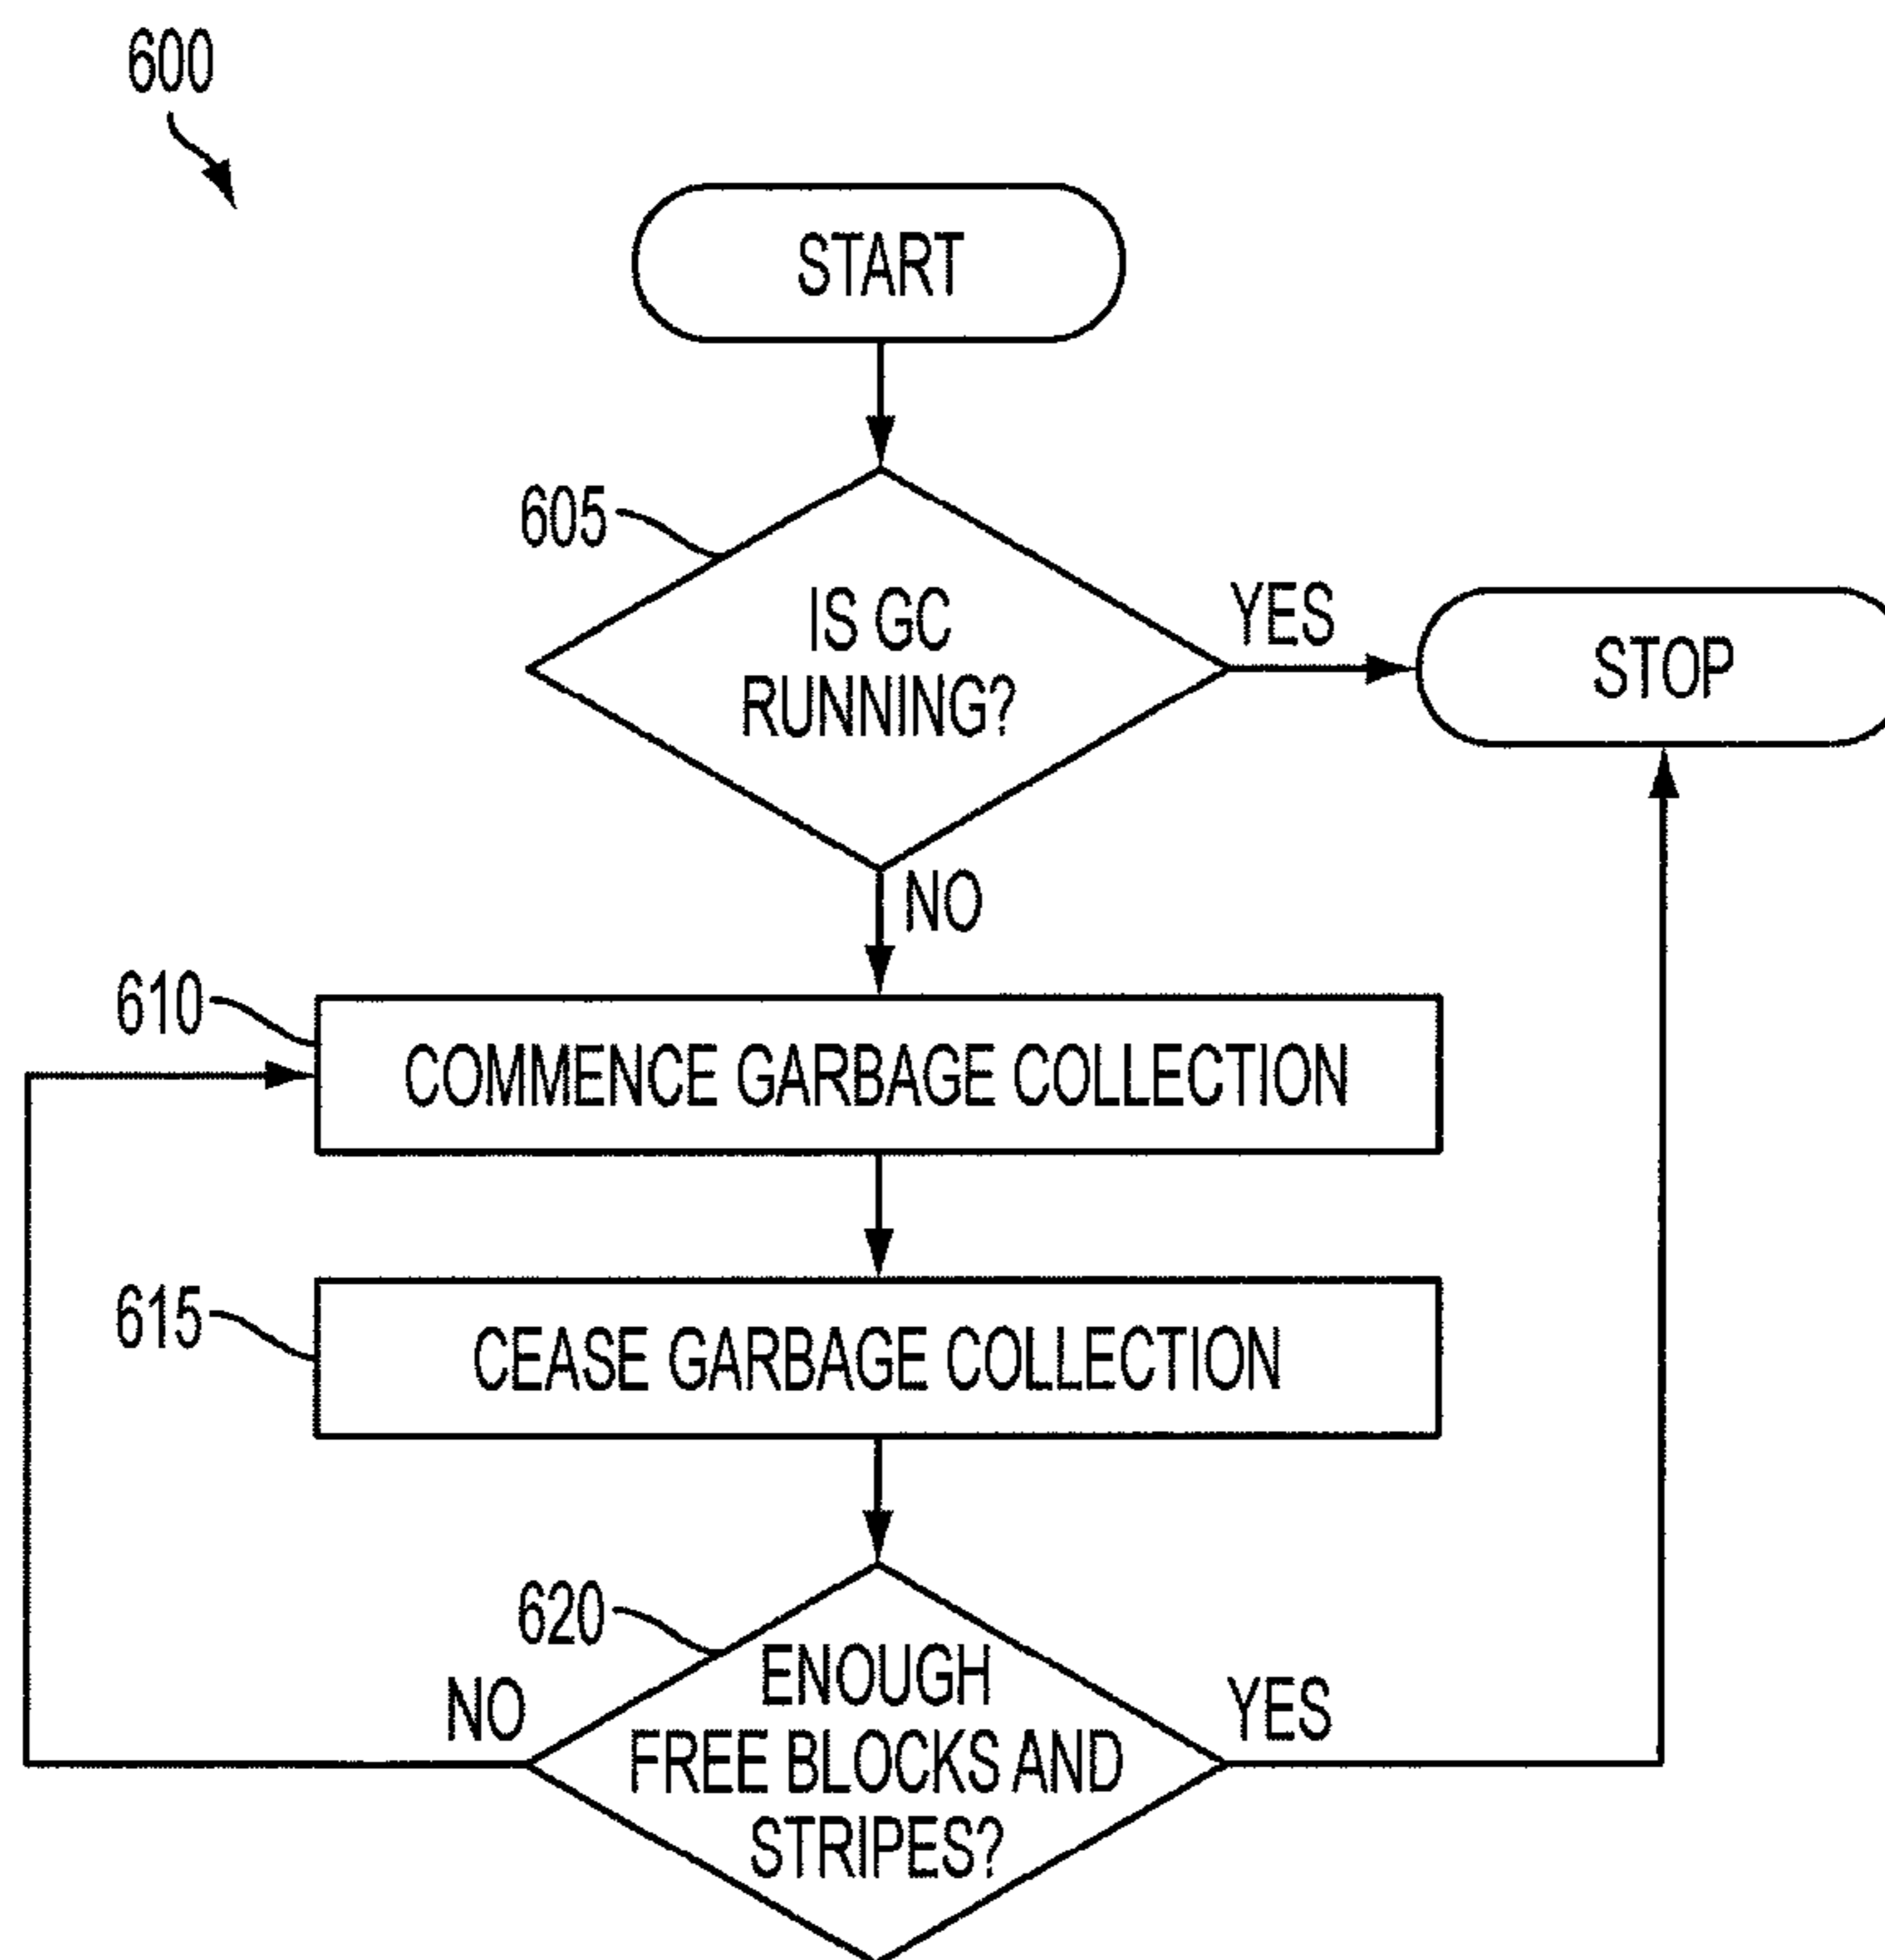 600
START
605
IS GC
RUNNING?
YES
STOP
NO
610
COMMENCE GARBAGE COLLECTION
615
CEASE GARBAGE COLLECTION
620
NO
ENOUGH
FREE BLOCKS AND
STRIPES?
YES